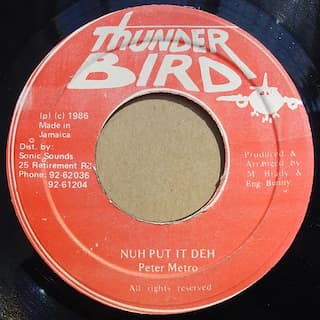 Thunder
BIRD
(p) (c) 1986
Made in
Jamaica
Dist. by:
Sonic Sounds
25 Retirement Rd.
Phone: 92-62036
92-61204
Produced &
Arranged by
M. Brady &
Eng Bunny
NUH PUT IT DEH
Peter Metro
All rights reserved